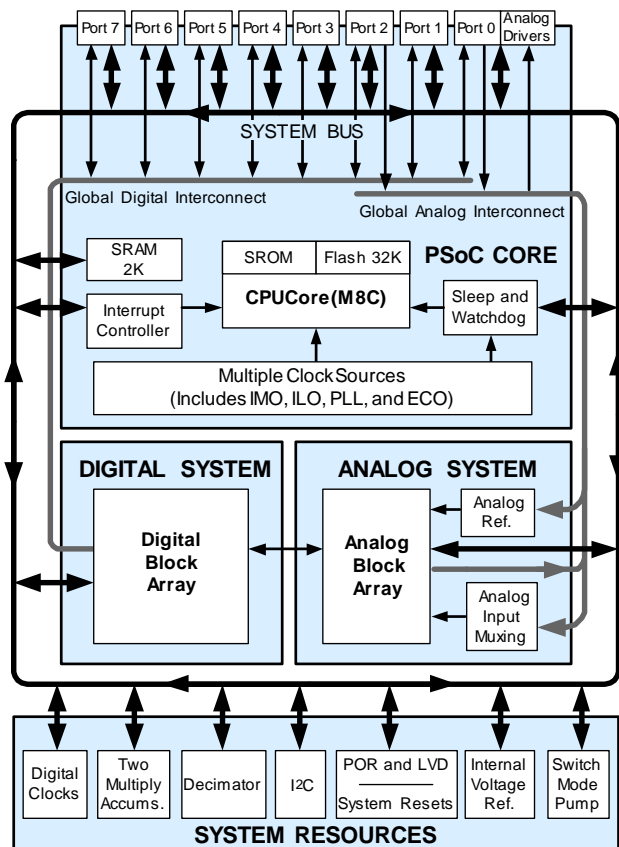 Port 7 Port 6 Port 5 Port 4 Port 3 Port 2 Port 1 Port 0 Analog Drivers
SYSTEM BUS
Global Digital Interconnect
Global Analog Interconnect
SRAM
2K
SROM Flash 32K
PSoC CORE
CPUCore(M8C)
Interrupt
Controller
Sleep and
Watchdog
Multiple Clock Sources
(Includes IMO, ILO, PLL, and ECO)
DIGITAL SYSTEM
ANALOG SYSTEM
Digital
Block
Array
Analog
Block
Array
Analog
Ref.
Analog
Input
Muxing
Digital
Clocks
Two
Multiply
Accums.
Decimator
I2C
POR and LVD
System Resets
Internal
Voltage
Ref.
Switch
Mode
Pump
SYSTEM RESOURCES